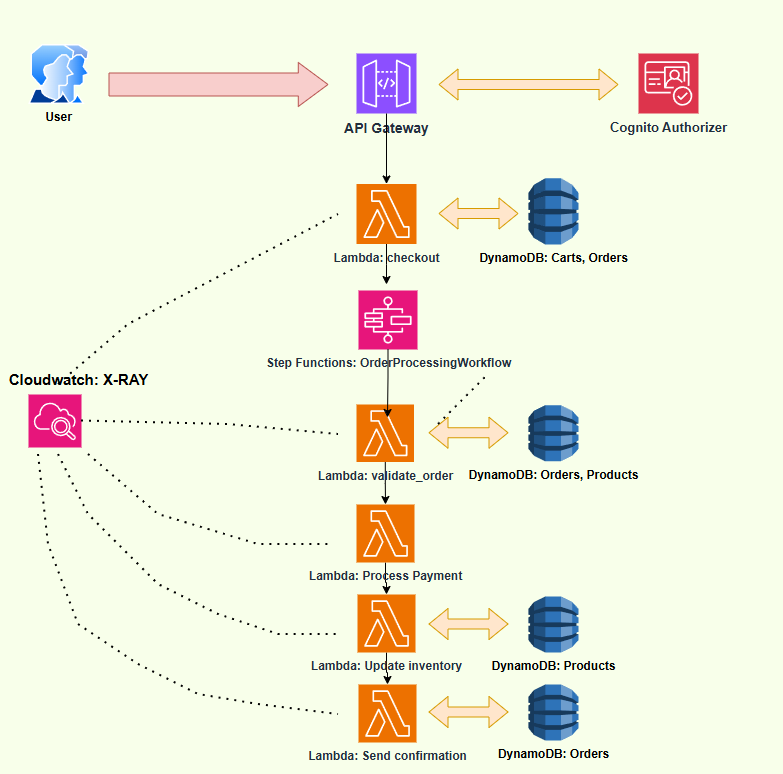 User
API Gateway
Cognito Authorizer
Lambda: checkout
DynamoDB: Carts, Orders
Step Functions: OrderProcessingWorkflow
Cloudwatch: X-RAY
Lambda: validate_order
DynamoDB: Orders, Products
Lambda: Process Payment
Lambda: Update inventory
DynamoDB: Products
Lambda: Send confirmation
DynamoDB: Orders